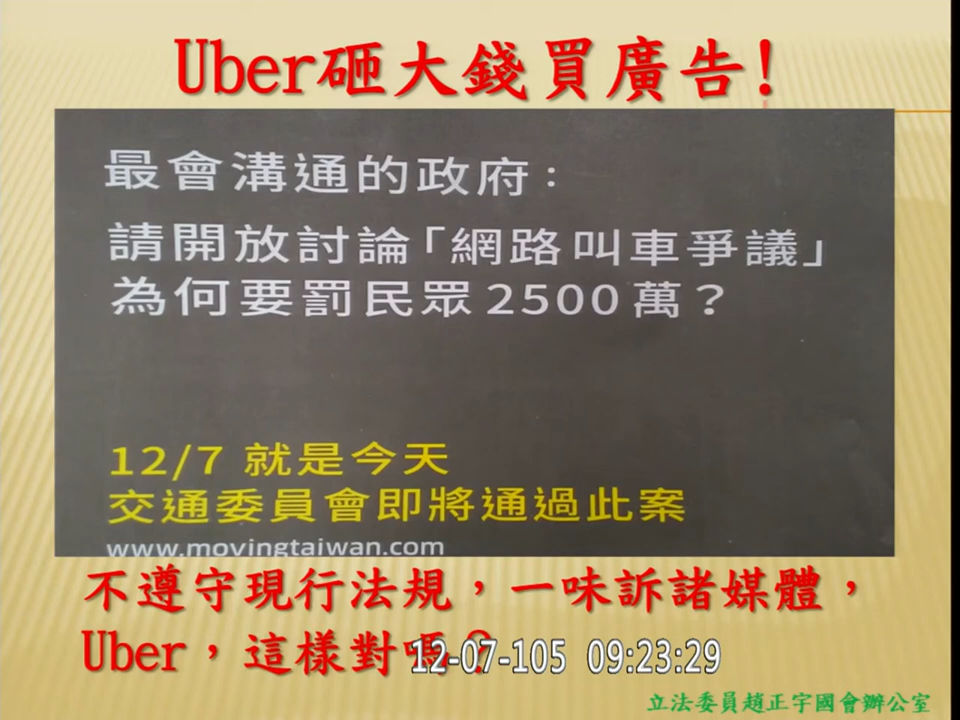 Uber砸大錢買廣告!
最會溝通的政府：
請開放討論「網路叫車爭議」
為何要罰民眾2500萬？
12/7 就是今天
交通委員會即將通過此案
www.movingtaiwan.com
不遵守現行法規，一味訴諸媒體，
Uber，這樣對嗎？
12-07-105 09:23:29
立法委員趙正宇國會辦公室